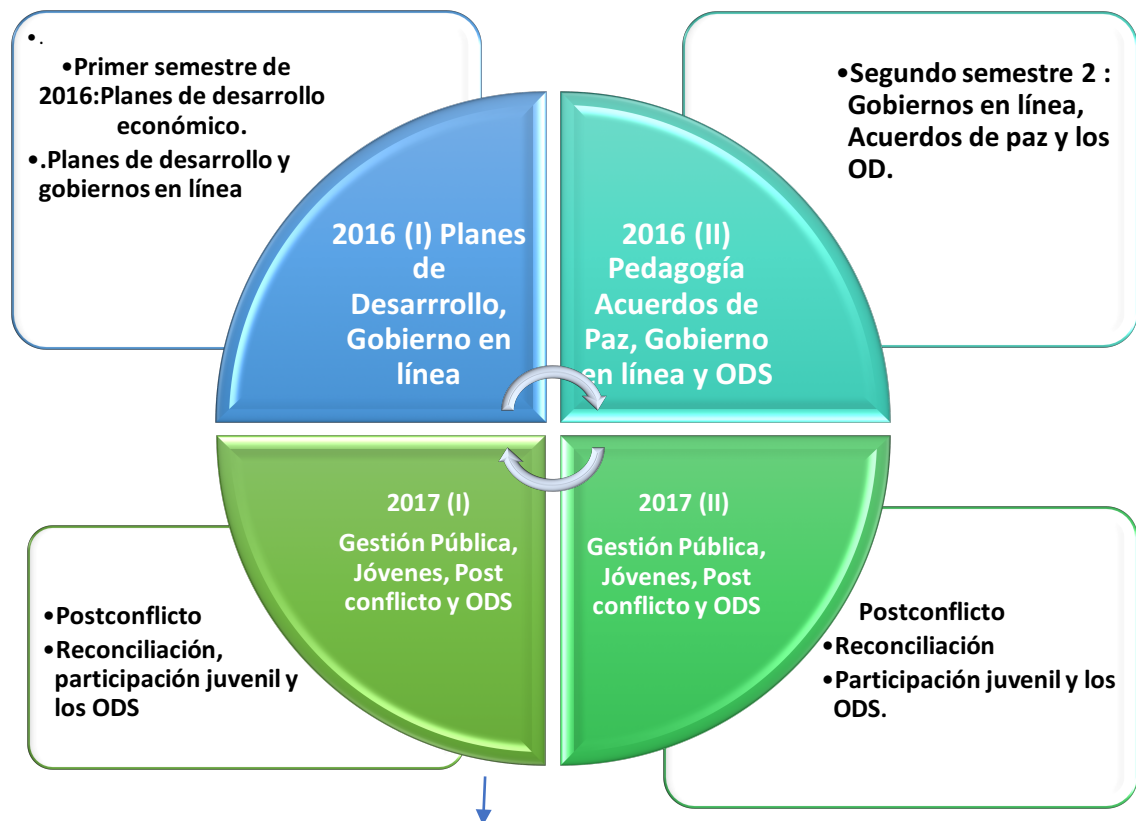 •.
•Primer semestre de
2016:Planes de desarrollo
económico.
•.Planes de desarrollo y
gobiernos en línea
•Segundo semestre 2 :
Gobiernos en línea,
Acuerdos de paz y los
OD.
2016 (I) Planes
de
Desarrrollo,
Gobierno en
línea
2016 (II)
Pedagogía
Acuerdos de
Paz, Gobierno
en línea y ODS
2017 (I)
Gestión Pública,
Jóvenes, Post
conflicto y ODS
2017 (II)
Gestión Pública,
Jóvenes, Post
conflicto y ODS
•Postconflicto
•Reconciliación,
participación juvenil y
los ODS
Postconflicto
•Reconciliación
•Participación juvenil y los
ODS.